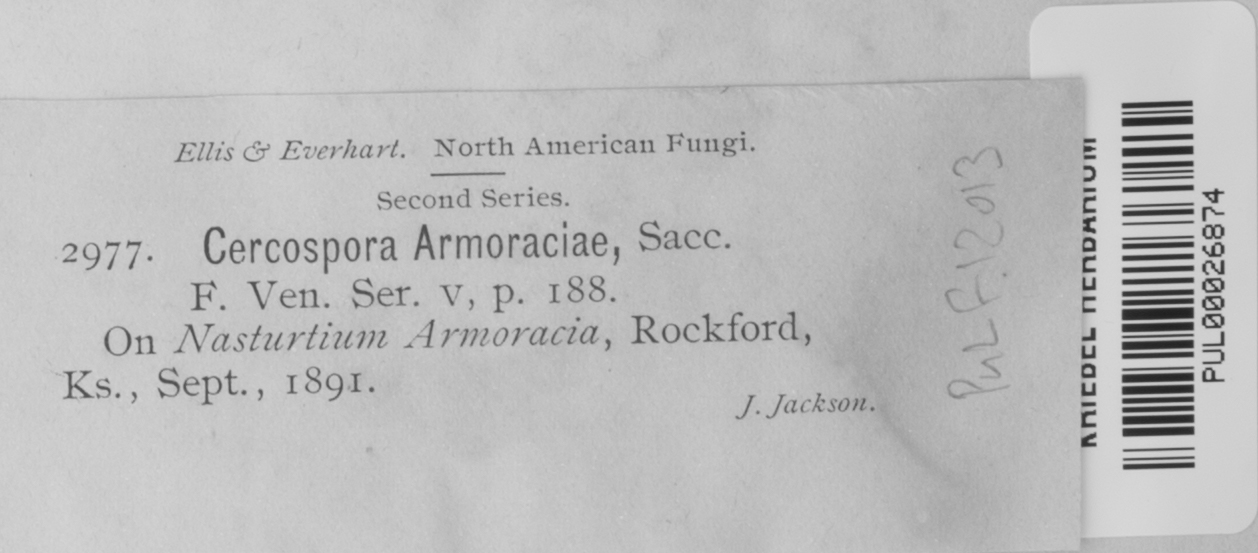 Ellis & Everhart. North American Fungi.
Second Series.
2977. Cercospora Armoraciae, Sacc.
F. Ven. Ser. v, p. 188.
On Nasturtium Armoracia, Rockford,
Ks., Sept., 1891.
J. Jackson.
PuL F.12013
KRIEBEL HERBARIUM
PUL00026874